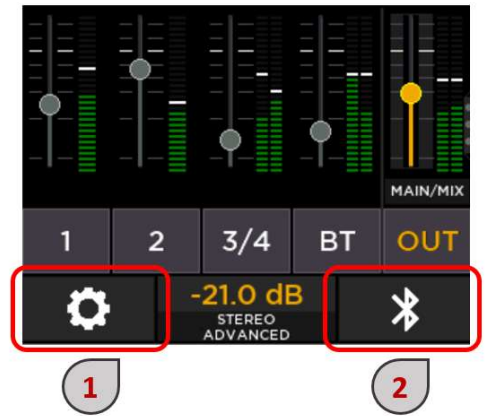 MAIN/MIX
1 2 3/4 BT OUT
-21.0 dB
STEREO
ADVANCED
1 2